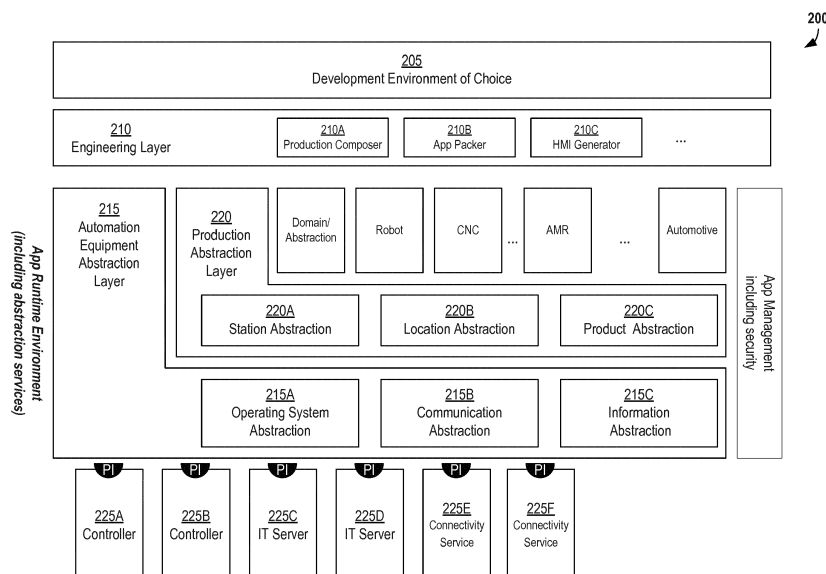 200
205
Development Environment of Choice
210
Engineering Layer
210A
Production Composer
210B
App Packer
210C
HMI Generator
...
App Runtime Environment
(including abstraction services)
215
Automation
Equipment
Abstraction
Layer
220
Production
Abstraction
Layer
Domain/
Abstraction
Robot
CNC
...
AMR
...
Automotive
App Management
including security
220A
Station Abstraction
220B
Location Abstraction
220C
Product Abstraction
215A
Operating System
Abstraction
215B
Communication
Abstraction
215C
Information
Abstraction
PI
PI
PI
PI
PI
PI
225A
Controller
225B
Controller
225C
IT Server
225D
IT Server
225E
Connectivity
Service
225F
Connectivity
Service